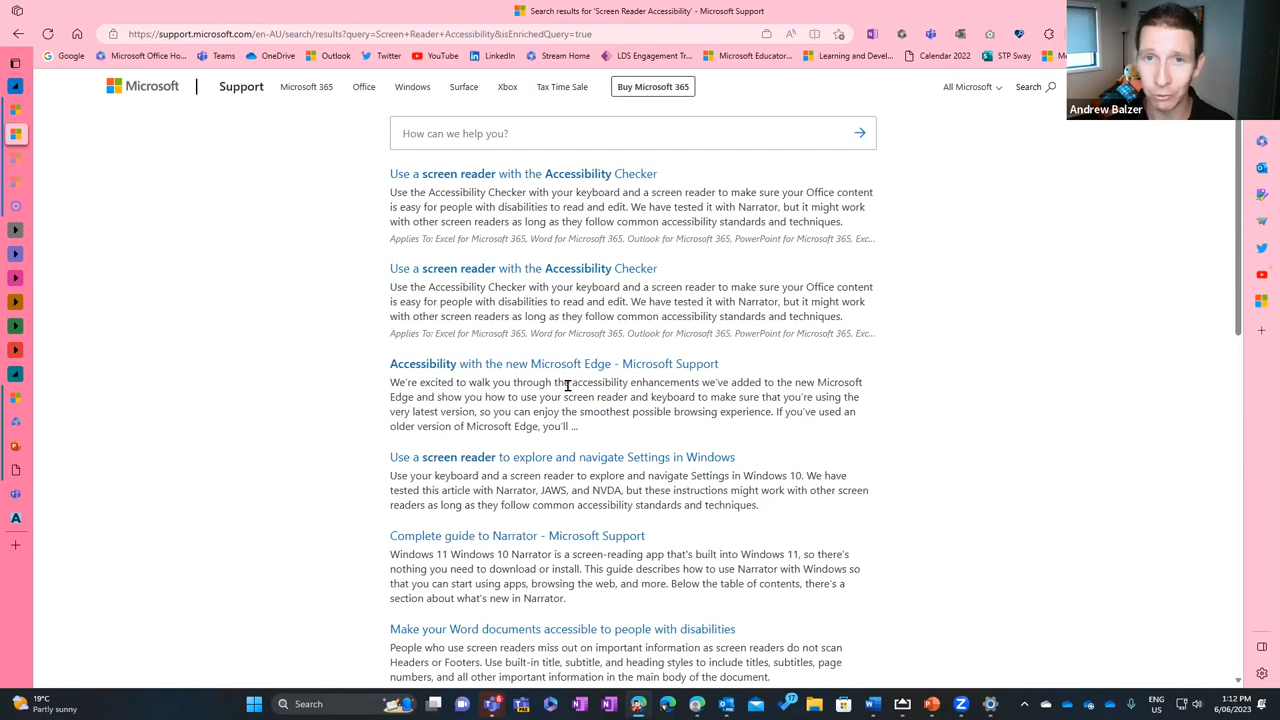 Search results for 'Screen Reader Accessibility' - Microsoft Support
https://support.microsoft.com/en-AU/search/results?query=Screen+Reader+Accessibility&isEnrichedQuery=true
Google
Microsoft Office Ho...
Teams
OneDrive
Outlook
Twitter
YouTube
LinkedIn
Stream Home
LDS Engagement Tr...
Microsoft Educator...
Learning and Devel...
Calendar 2022
STP Sway
Andrew Balzer
Microsoft
Support
Microsoft 365
Office
Windows
Surface
Xbox
Tax Time Sale
Buy Microsoft 365
All Microsoft
Search
How can we help you?
Use a screen reader with the Accessibility Checker
Use the Accessibility Checker with your keyboard and a screen reader to make sure your Office content
is easy for people with disabilities to read and edit. We have tested it with Narrator, but it might work
with other screen readers as long as they follow common accessibility standards and techniques.
Applies To: Excel for Microsoft 365, Word for Microsoft 365, Outlook for Microsoft 365, PowerPoint for Microsoft 365, Exc...
Use a screen reader with the Accessibility Checker
Use the Accessibility Checker with your keyboard and a screen reader to make sure your Office content
is easy for people with disabilities to read and edit. We have tested it with Narrator, but it might work
with other screen readers as long as they follow common accessibility standards and techniques.
Applies To: Excel for Microsoft 365, Word for Microsoft 365, Outlook for Microsoft 365, PowerPoint for Microsoft 365, Exc...
Accessibility with the new Microsoft Edge - Microsoft Support
We're excited to walk you through the accessibility enhancements we've added to the new Microsoft
Edge and show you how to use your screen reader and keyboard to make sure that you're using the
very latest version, so you can enjoy the smoothest possible browsing experience. If you've used an
older version of Microsoft Edge, you'll ...
Use a screen reader to explore and navigate Settings in Windows
Use your keyboard and a screen reader to explore and navigate Settings in Windows 10. We have
tested this article with Narrator, JAWS, and NVDA, but these instructions might work with other screen
readers as long as they follow common accessibility standards and techniques.
Complete guide to Narrator - Microsoft Support
Windows 11 Windows 10 Narrator is a screen-reading app that's built into Windows 11, so there's
nothing you need to download or install. This guide describes how to use Narrator with Windows so
that you can start using apps, browsing the web, and more. Below the table of contents, there's a
section about what's new in Narrator.
Make your Word documents accessible to people with disabilities
People who use screen readers miss out on important information as screen readers do not scan
Headers or Footers. Use built-in title, subtitle, and heading styles to include titles, subtitles, page
numbers, and all other important information in the main body of the document.
19°C
Partly sunny
Search
ENG
US
1:12 PM
6/06/2023